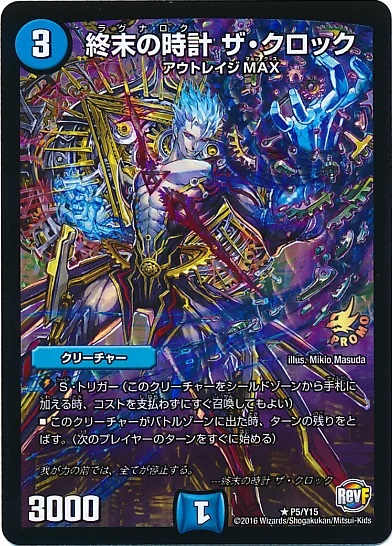 3
ラグナロク
終末の時計 ザ・クロック
マックス
アウトレイジMAX
PROMO
illus. Mikio Masuda
クリーチャー
S・トリガー(このクリーチャーをシールドゾーンから手札に
加える時、コストを支払わずにすぐ召喚してもよい)
■このクリーチャーがバトルゾーンに出た時、ターンの残りをと
ばす。(次のプレイヤーのターンをすぐに始める)
我が力の前では、全てが停止する。
---終末の時計 ザ・クロック
3000
1
RevF
★P5/Y15
©2016 Wizards/Shogakukan/Mitsui-Kids